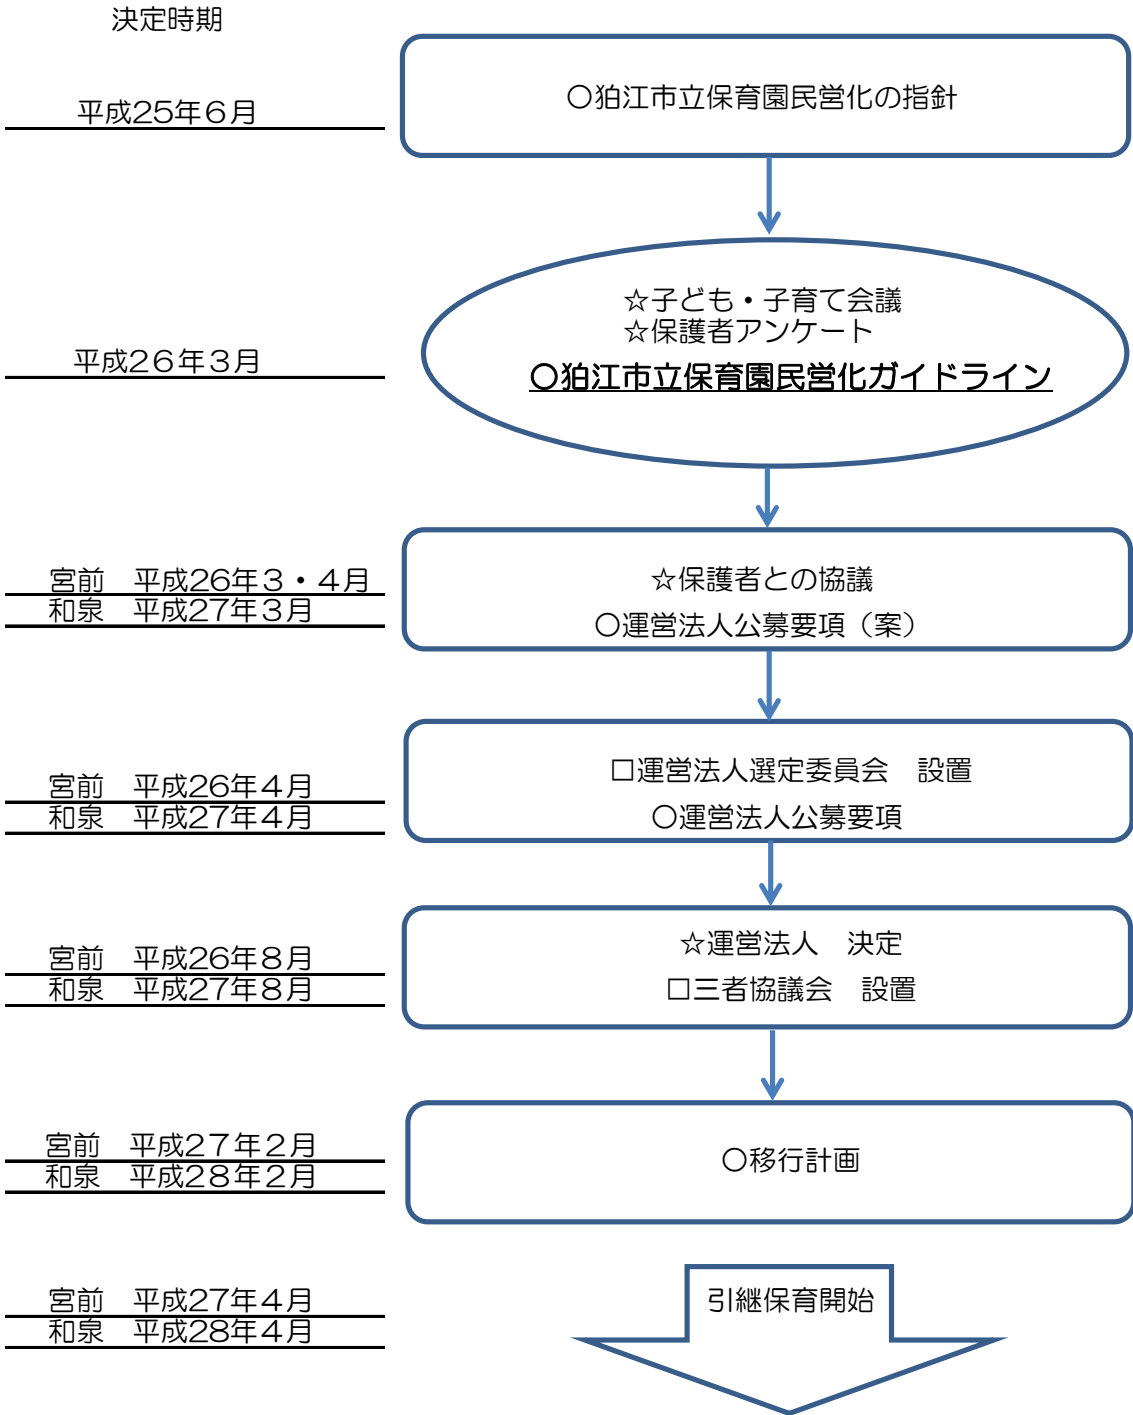 決定時期
平成25年６月
○狛江市立保育園民営化の指針
平成26年３月
☆子ども・子育て会議
☆保護者アンケート
○狛江市立保育園民営化ガイドライン
宮前　平成26年３・４月
和泉　平成27年３月
☆保護者との協議
○運営法人公募要項（案）
宮前　平成26年４月
和泉　平成27年４月
□運営法人選定委員会　設置
○運営法人公募要項
宮前　平成26年８月
和泉　平成27年８月
☆運営法人　決定
□三者協議会　設置
宮前　平成27年２月
和泉　平成28年２月
○移行計画
宮前　平成27年４月
和泉　平成28年４月
引継保育開始